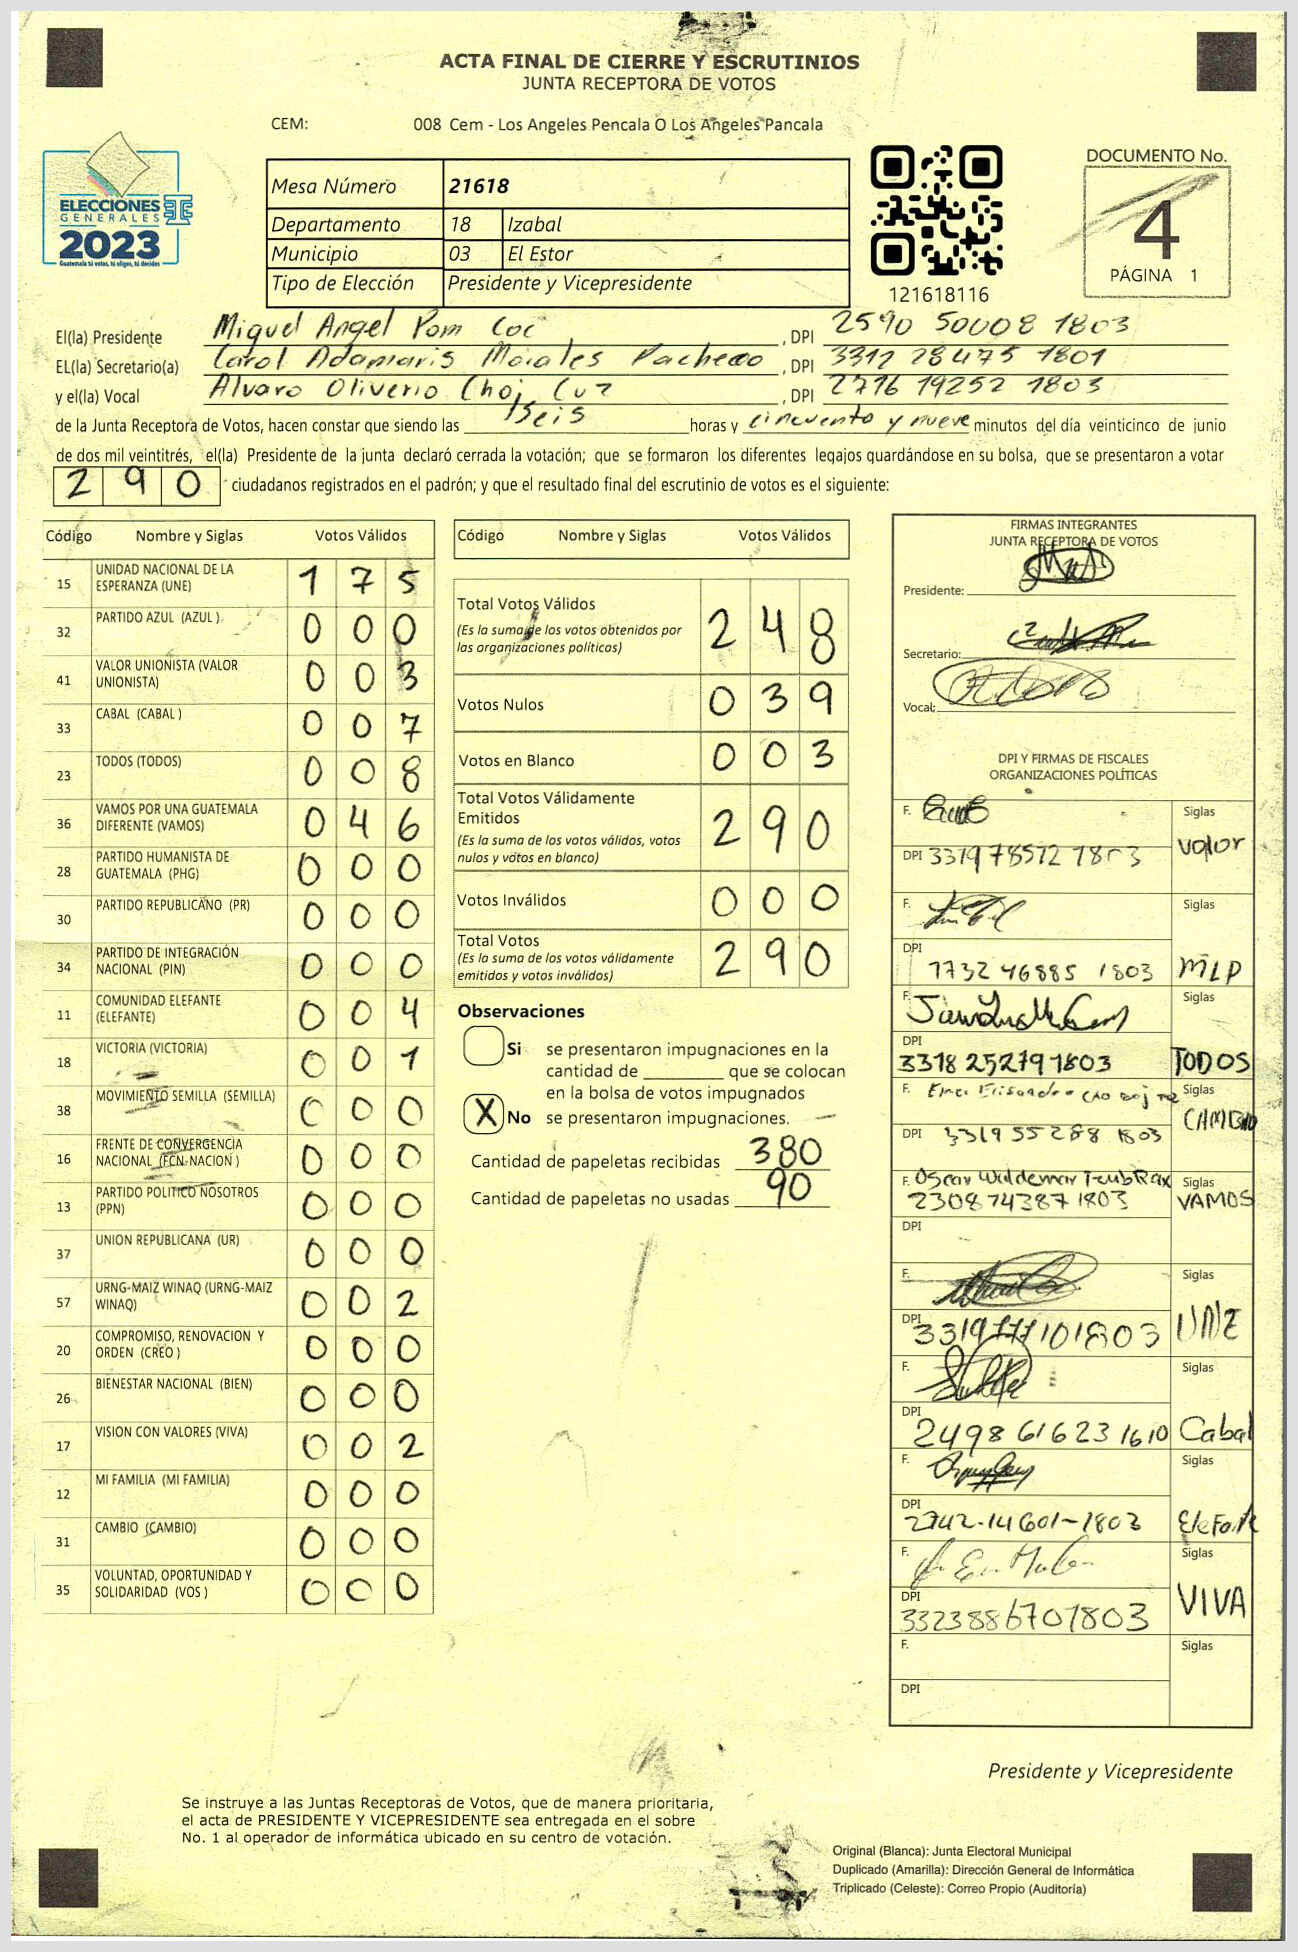 ACTA FINAL DE CIERRE Y ESCRUTINIOS
JUNTA RECEPTORA DE VOTOS
CEM: 008 Cem - Los Angeles Pencala O Los Angeles Pancala
ELECCIONES
GENERALES
2023
Guatemala tú votas, tú eliges, tú decides
Mesa Número 21618
Departamento 18 Izabal
Municipio 03 El Estor
Tipo de Elección Presidente y Vicepresidente
121618116
DOCUMENTO No.
4
PÁGINA 1
El(la) Presidente Miguel Angel Pom Coc, DPI 2590 50008 1803
EL(la) Secretario(a) Carol Adamaris Morales Pacheco, DPI 3312 28475 1801
y el(la) Vocal Alvaro Oliverio Choj Cuz, DPI 2716 19252 1803
de la Junta Receptora de Votos, hacen constar que siendo las horas y cincuenta y nueve minutos del día veinticinco de junio
de dos mil veintitrés, el(la) Presidente de la junta declaró cerrada la votación; que se formaron los diferentes legajos guardándose en su bolsa, que se presentaron a votar
290 ciudadanos registrados en el padrón; y que el resultado final del escrutinio de votos es el siguiente:
Código Nombre y Siglas Votos Válidos
15 UNIDAD NACIONAL DE LA ESPERANZA (UNE) 1 7 5
32 PARTIDO AZUL (AZUL ) 0 0 0
41 VALOR UNIONISTA (VALOR UNIONISTA) 0 0 3
33 CABAL (CABAL ) 0 0 7
23 TODOS (TODOS) 0 0 8
36 VAMOS POR UNA GUATEMALA DIFERENTE (VAMOS) 0 4 6
28 PARTIDO HUMANISTA DE GUATEMALA (PHG) 0 0 0
30 PARTIDO REPUBLICANO (PR) 0 0 0
34 PARTIDO DE INTEGRACIÓN NACIONAL (PIN) 0 0 0
11 COMUNIDAD ELEFANTE (ELEFANTE) 0 0 4
18 VICTORIA (VICTORIA) 0 0 1
38 MOVIMIENTO SEMILLA (SEMILLA) 0 0 0
16 FRENTE DE CONVERGENCIA NACIONAL (FCN-NACION ) 0 0 0
13 PARTIDO POLITICO NOSOTROS (PPN) 0 0 0
37 UNION REPUBLICANA (UR) 0 0 0
57 URNG-MAIZ WINAQ (URNG-MAIZ WINAQ) 0 0 2
20 COMPROMISO, RENOVACION Y ORDEN (CREO ) 0 0 0
26 BIENESTAR NACIONAL (BIEN) 0 0 0
17 VISION CON VALORES (VIVA) 0 0 2
12 MI FAMILIA (MI FAMILIA) 0 0 0
31 CAMBIO (CAMBIO) 0 0 0
35 VOLUNTAD, OPORTUNIDAD Y SOLIDARIDAD (VOS ) 0 0 0
Código Nombre y Siglas Votos Válidos
Total Votos Válidos 2 4 8
(Es la suma de los votos obtenidos por
las organizaciones políticas)
Votos Nulos 0 3 9
Votos en Blanco 0 0 3
Total Votos Válidamente
Emitidos 2 9 0
(Es la suma de los votos válidos, votos
nulos y votos en blanco)
Votos Inválidos 0 0 0
Total Votos 2 9 0
(Es la suma de los votos válidamente
emitidos y votos inválidos)
Observaciones
Si se presentaron impugnaciones en la
cantidad de que se colocan
en la bolsa de votos impugnados
X No se presentaron impugnaciones.
Cantidad de papeletas recibidas 380
Cantidad de papeletas no usadas 90
FIRMAS INTEGRANTES
JUNTA RECEPTORA DE VOTOS
Presidente:
Secretario:
Vocal:
DPI Y FIRMAS DE FISCALES
ORGANIZACIONES POLÍTICAS
F. Siglas
DPI 331978512 1803 valor
F. Siglas
DPI
1732 46885 1803 MLP
F. Siglas
DPI
3318 25279 1803 TODOS
F. Siglas
CAMBIO
DPI 3319 55288 1803
F. Oscar Waldemar Siglas
2308 74387 1803 VAMOS
DPI
F. Siglas
DPI 3319777101803 UNE
F. Siglas
DPI
2498 61623 1610 Cabal
F. Siglas
DPI
2742-14601-1803 Elefante
F. Siglas
DPI
3323886701803 VIVA
F. Siglas
DPI
Presidente y Vicepresidente
Se instruye a las Juntas Receptoras de Votos, que de manera prioritaria,
el acta de PRESIDENTE Y VICEPRESIDENTE sea entregada en el sobre
No. 1 al operador de informática ubicado en su centro de votación.
Original (Blanca): Junta Electoral Municipal
Duplicado (Amarilla): Dirección General de Informática
Triplicado (Celeste): Correo Propio (Auditoría)